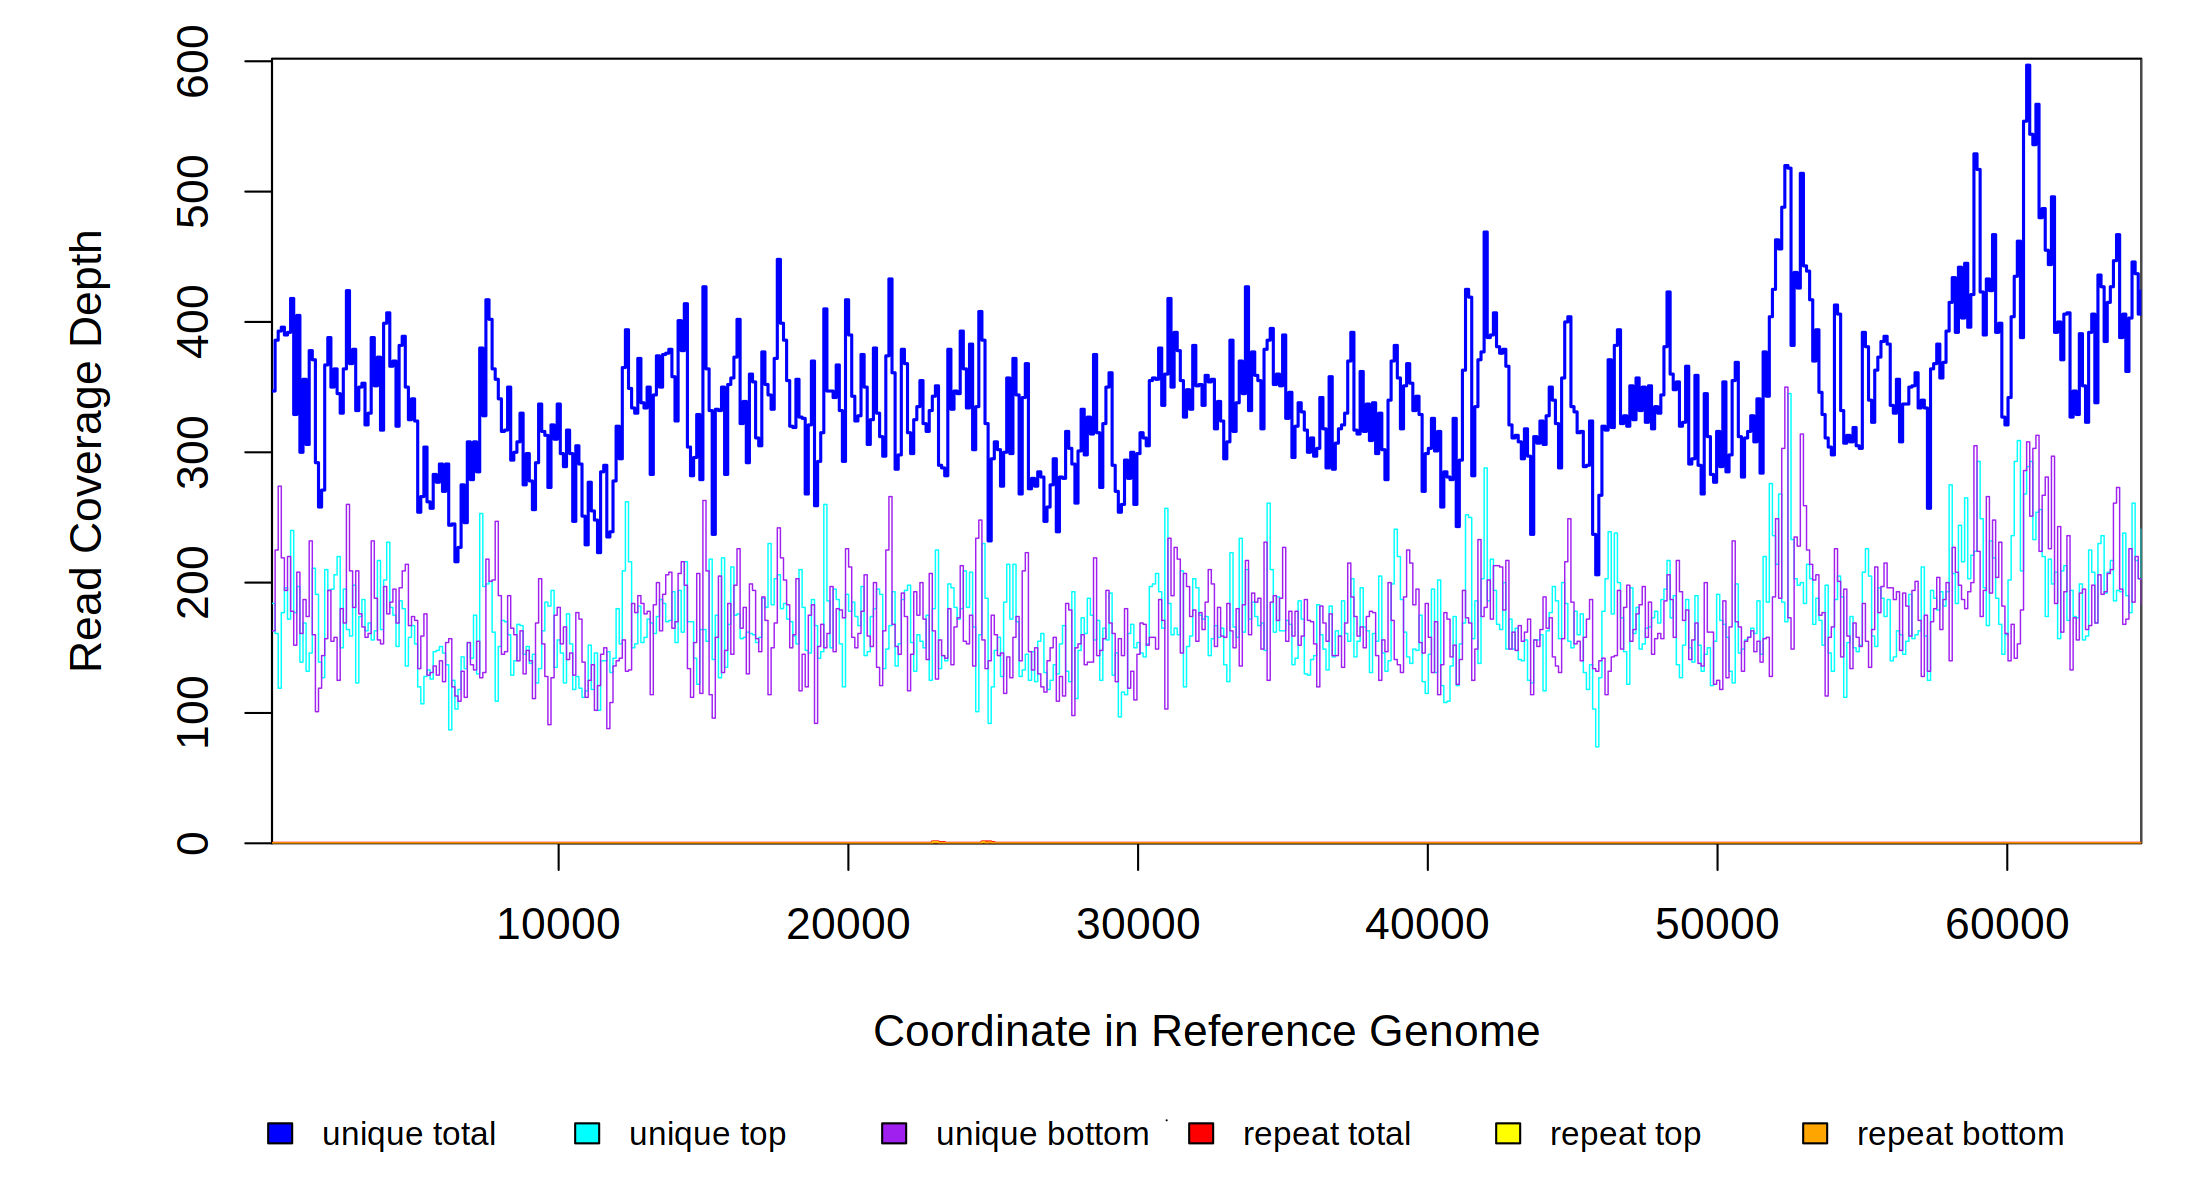 Read Coverage Depth
600
500
400
300
200
100
0
10000 20000 30000 40000 50000 60000
Coordinate in Reference Genome
unique total unique top unique bottom repeat total repeat top repeat bottom